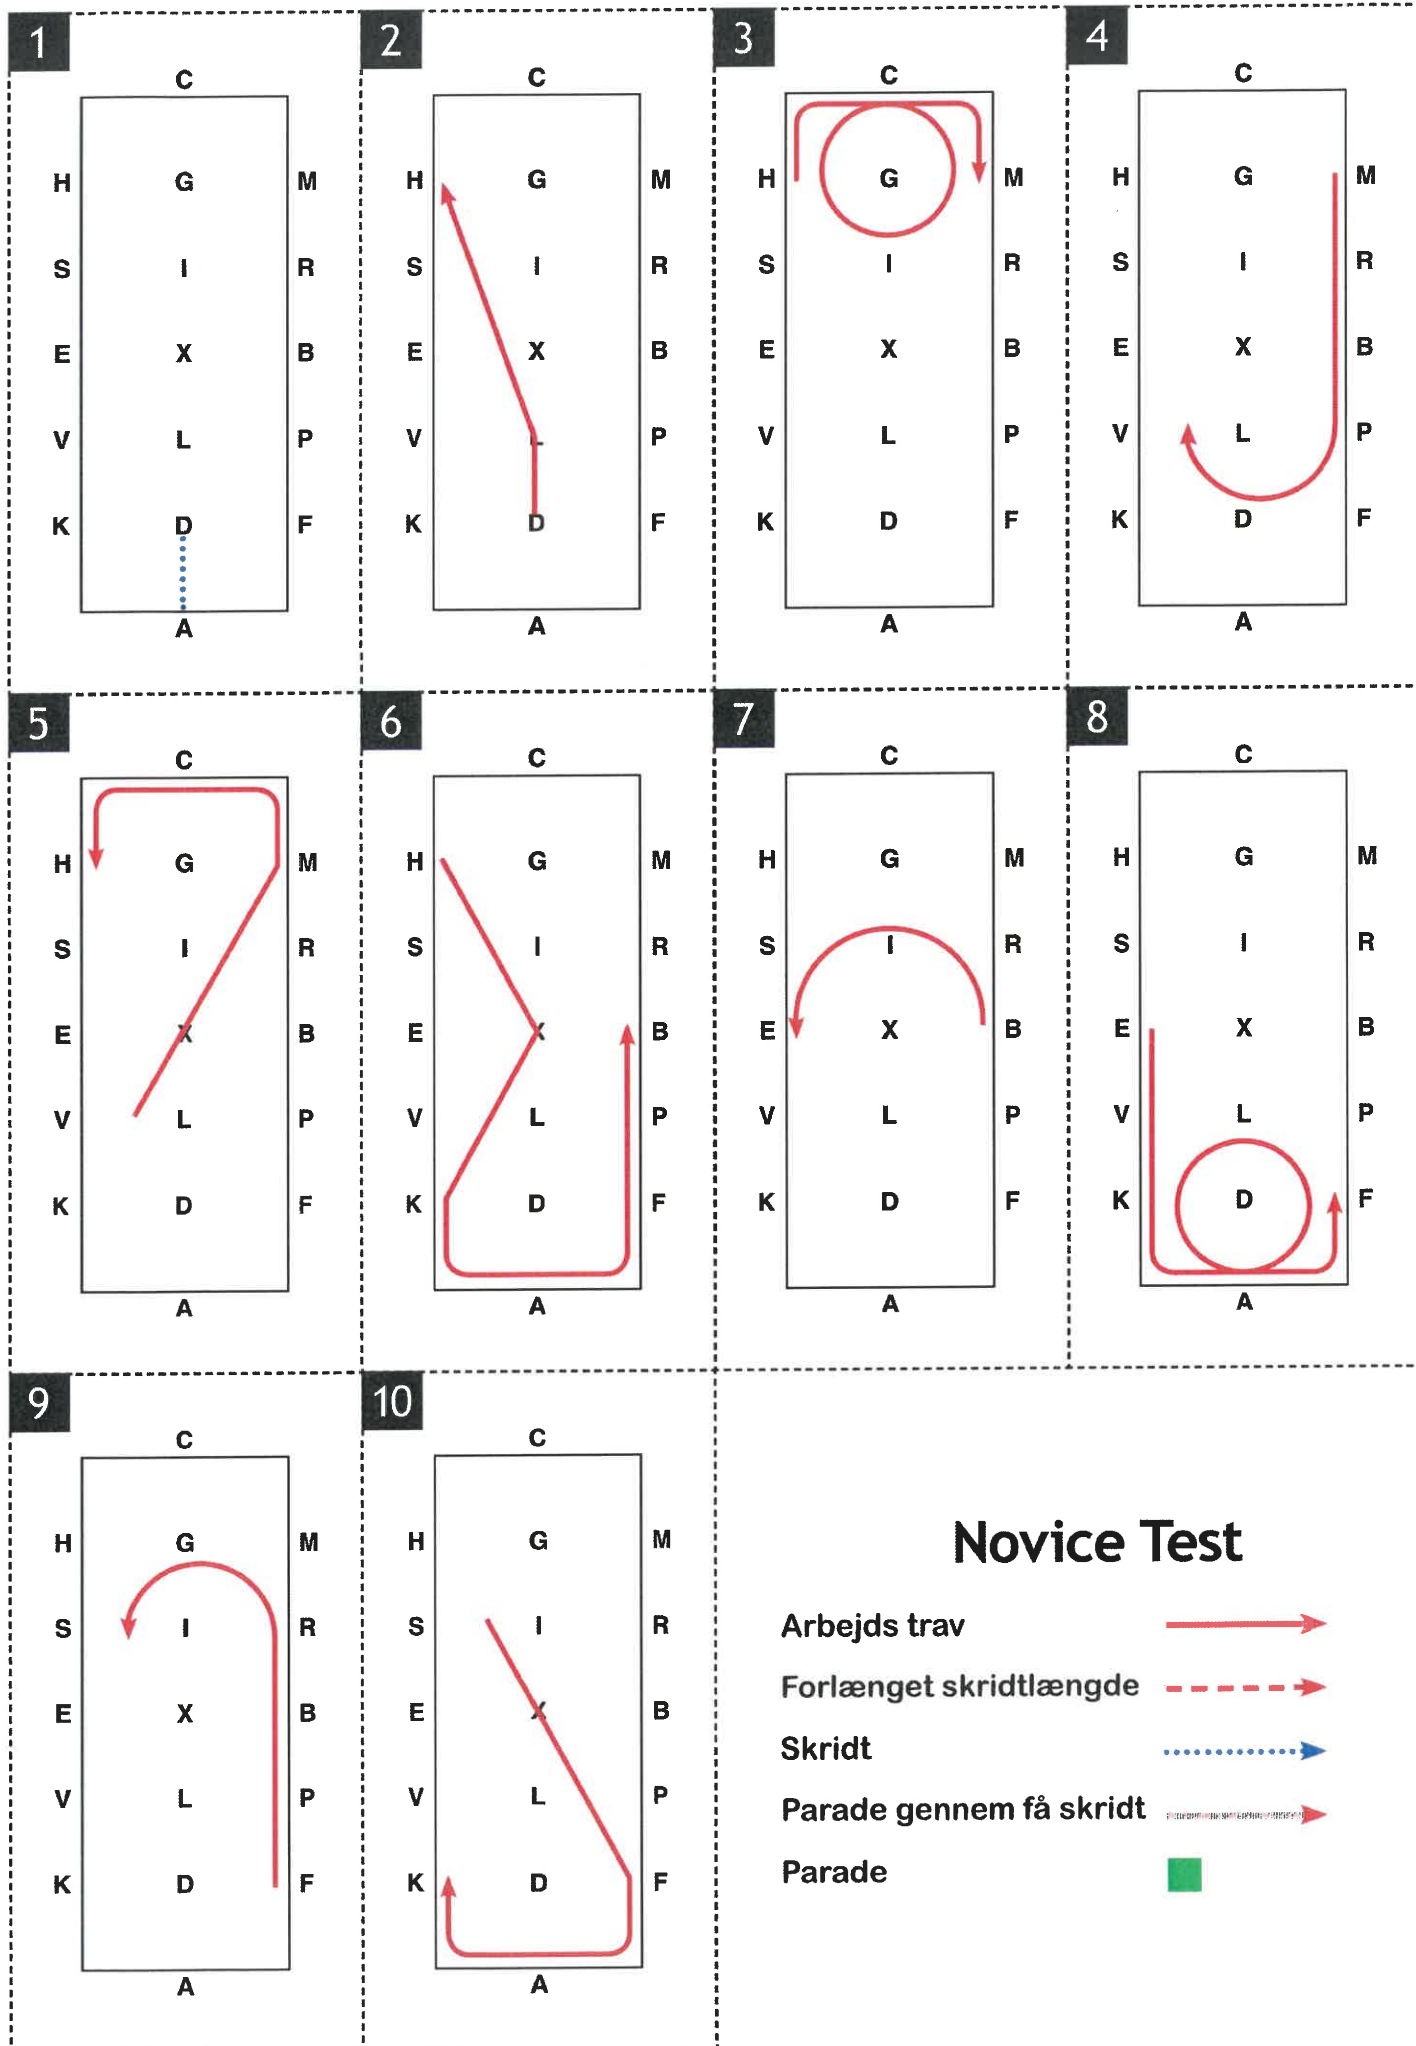 1 2 3 4
C C C C
H G M H G M H G M H G M
S I R S I R S I R S I R
E X B E X B E X B E X B
V L P V L P V L P V L P
K D F K D F K D F K D F
A A A A
5 6 7 8
C C C C
H G M H G M H G M H G M
S I R S I R S I R S I R
E X B E X B E X B E X B
V L P V L P V L P V L P
K D F K D F K D F K D F
A A A A
9 10
C C
H G M H G M
S I R S I R
E X B E X B
V L P V L P
K D F K D F
A A
Novice Test
Arbejds trav
Forlænget skridtlængde
Skridt
Parade gennem få skridt
Parade